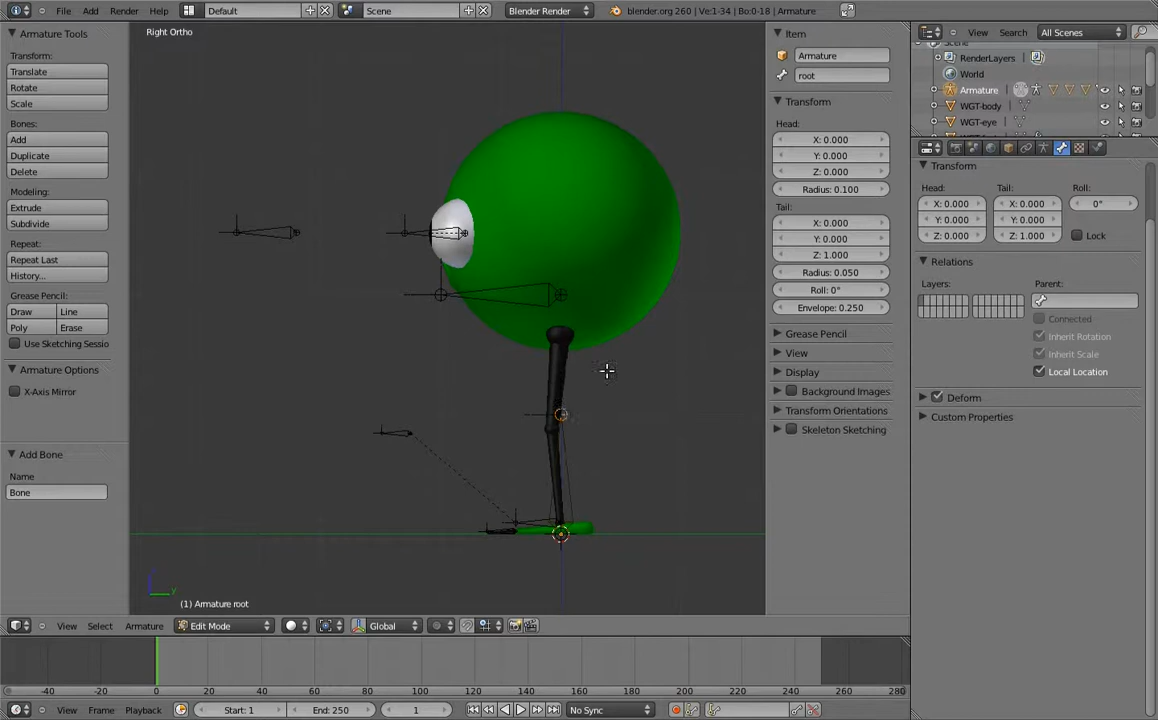 File Add Render Help Default Scene Blender Render blender.org 260 | Ve:1-34 | Bo:0-18 | Armature
Armature Tools
Transform:
Translate
Rotate
Scale
Bones:
Add
Duplicate
Delete
Modeling:
Extrude
Subdivide
Repeat:
Repeat Last
History...
Grease Pencil:
Draw Line
Poly Erase
Use Sketching Sessio
Armature Options
X-Axis Mirror
Add Bone
Name
Bone
Right Ortho
(1) Armature root
Item
Armature
root
Transform
Head:
X: 0.000
Y: 0.000
Z: 0.000
Radius: 0.100
Tail:
X: 0.000
Y: 0.000
Z: 1.000
Radius: 0.050
Roll: 0°
Envelope: 0.250
Grease Pencil
View
Display
Background Images
Transform Orientations
Skeleton Sketching
View Search All Scenes
RenderLayers
World
Armature
WGT-body
WGT-eye
Transform
Head: Tail: Roll:
X: 0.000 X: 0.000 0°
Y: 0.000 Y: 0.000
Z: 0.000 Z: 1.000 Lock
Relations
Layers: Parent:
Connected
Inherit Rotation
Inherit Scale
Local Location
Deform
Custom Properties
View Select Armature Edit Mode Global
-40 -20 0 20 40 60 80 100 120 140 160 180 200 220 240 260 280
View Frame Playback Start: 1 End: 250 1 No Sync